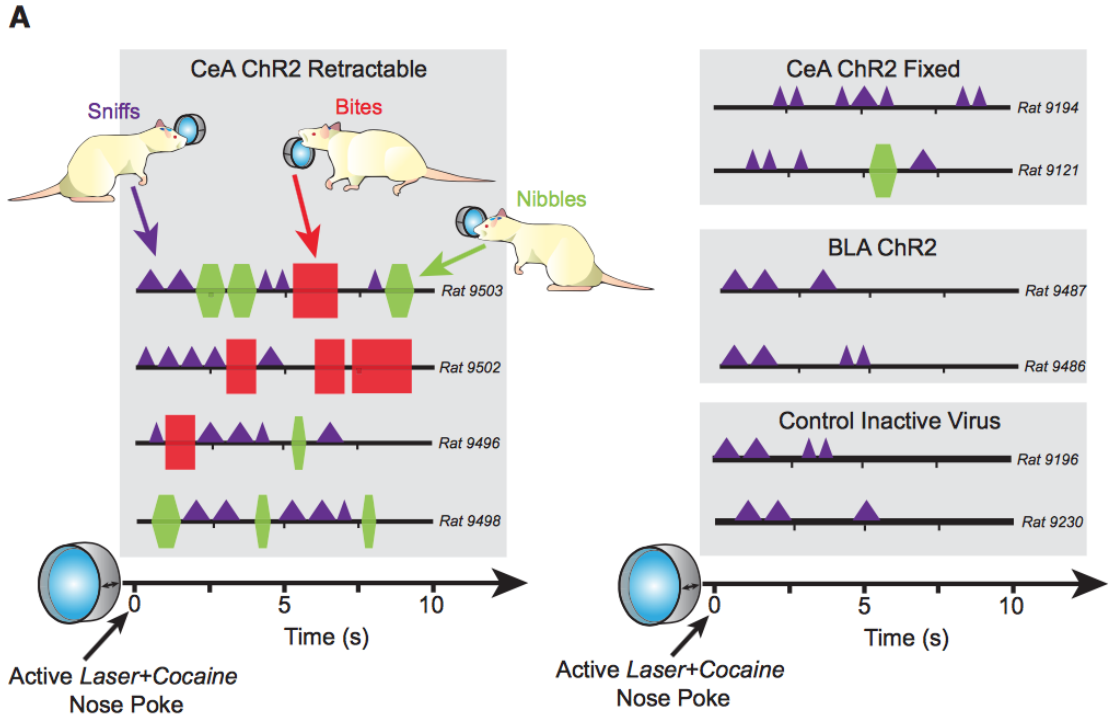 A
CeA ChR2 Retractable
Sniffs
Bites
Nibbles
Rat 9503
Rat 9502
Rat 9496
Rat 9498
0
5
10
Time (s)
Active Laser+Cocaine
Nose Poke
CeA ChR2 Fixed
Rat 9194
Rat 9121
BLA ChR2
Rat 9487
Rat 9486
Control Inactive Virus
Rat 9196
Rat 9230
0
5
10
Time (s)
Active Laser+Cocaine
Nose Poke